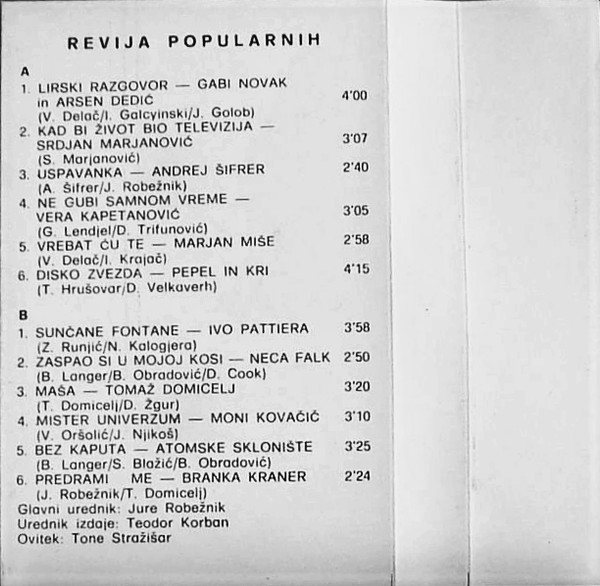 REVIJA POPULARNIH
A
1. LIRSKI RAZGOVOR — GABI NOVAK
in ARSEN DEDIĆ 4'00
(V. Delač/I. Galcyinski/J. Golob)
2. KAD BI ŽIVOT BIO TELEVIZIJA —
SRDJAN MARJANOVIĆ 3'07
(S. Marjanović)
3. USPAVANKA — ANDREJ ŠIFRER 2'40
(A. Šifrer/J. Robežnik)
4. NE GUBI SAMNOM VREME —
VERA KAPETANOVIĆ 3'05
(G. Lendjel/D. Trifunović)
5. VREBAT ĆU TE — MARJAN MIŠE 2'58
(V. Delač/I. Krajač)
6. DISKO ZVEZDA — PEPEL IN KRI 4'15
(T. Hrušovar/D. Velkaverh)
B
1. SUNČANE FONTANE — IVO PATTIERA 3'58
(Z. Runjić/N. Kalogjera)
2. ZASPAO SI U MOJOJ KOSI — NECA FALK 2'50
(B. Langer/B. Obradović/D. Cook)
3. MAŠA — TOMAŽ DOMICELJ 3'20
(T. Domicelj/D. Žgur)
4. MISTER UNIVERZUM — MONI KOVAČIČ 3'10
(V. Oršolić/J. Njikoš)
5. BEZ KAPUTA — ATOMSKE SKLONIŠTE 3'25
(B. Langer/S. Blažić/B. Obradović)
6. PREDRAMI ME — BRANKA KRANER 2'24
(J. Robežnik/T. Domicelj)
Glavni urednik: Jure Robežnik
Urednik izdaje: Teodor Korban
Ovitek: Tone Stražišar